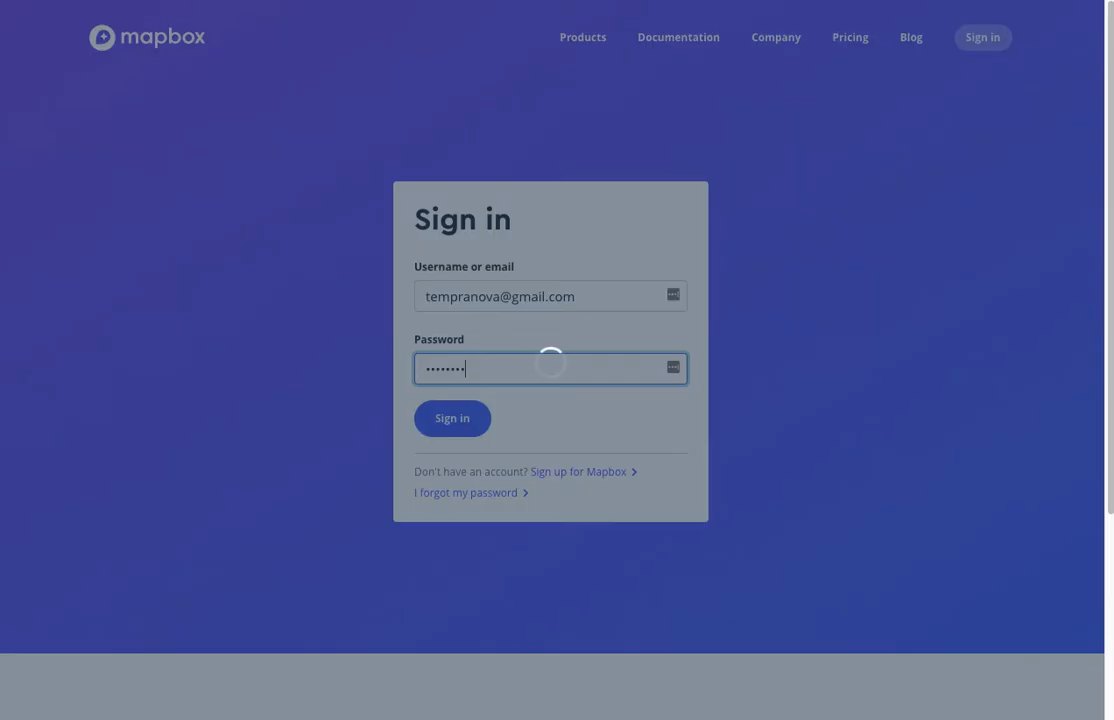 mapbox
Products Documentation Company Pricing Blog Sign in
Sign in
Username or email
tempranova@gmail.com
Password
••••••••
Sign in
Don't have an account? Sign up for Mapbox
I forgot my password